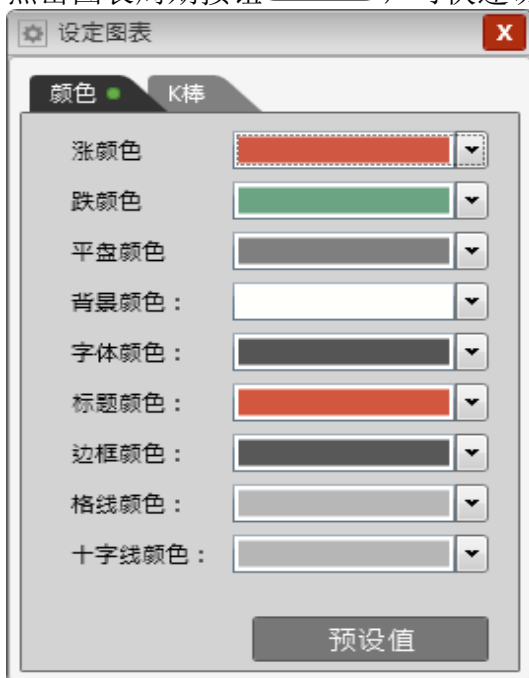 设定图表
颜色
K棒
涨颜色
跌颜色
平盘颜色
背景颜色：
字体颜色：
标题颜色：
边框颜色：
格线颜色：
十字线颜色：
预设值